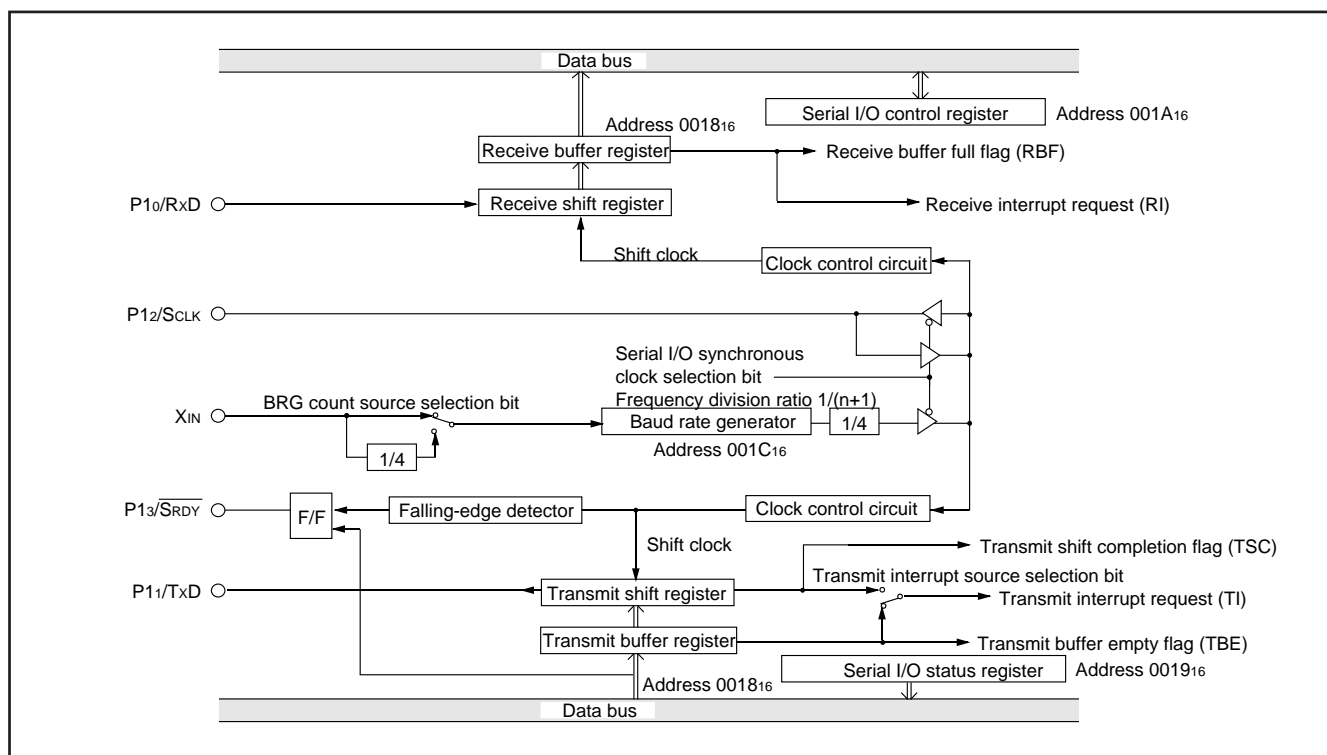 Data bus
Serial I/O control register
Address 001A16
Address 001816
Receive buffer register
Receive buffer full flag (RBF)
P10/RXD
Receive shift register
Receive interrupt request (RI)
Shift clock
Clock control circuit
P12/SCLK
Serial I/O synchronous
clock selection bit
BRG count source selection bit
Frequency division ratio 1/(n+1)
XIN
Baud rate generator
1/4
1/4
Address 001C16
P13/SRDY
F/F
Falling-edge detector
Clock control circuit
Shift clock
Transmit shift completion flag (TSC)
Transmit interrupt source selection bit
P11/TXD
Transmit shift register
Transmit interrupt request (TI)
Transmit buffer register
Transmit buffer empty flag (TBE)
Serial I/O status register
Address 001916
Address 001816
Data bus